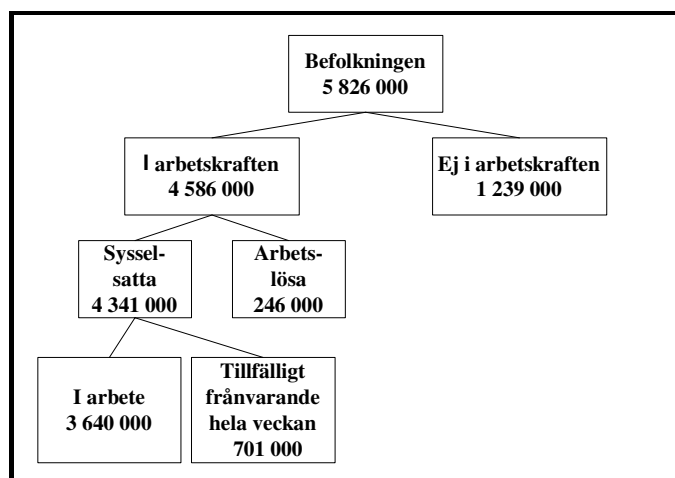 Befolkningen
5 826 000
I arbetskraften
4 586 000
Ej i arbetskraften
1 239 000
Syssel-
satta
4 341 000
Arbets-
lösa
246 000
I arbete
3 640 000
Tillfälligt
frånvarande
hela veckan
701 000